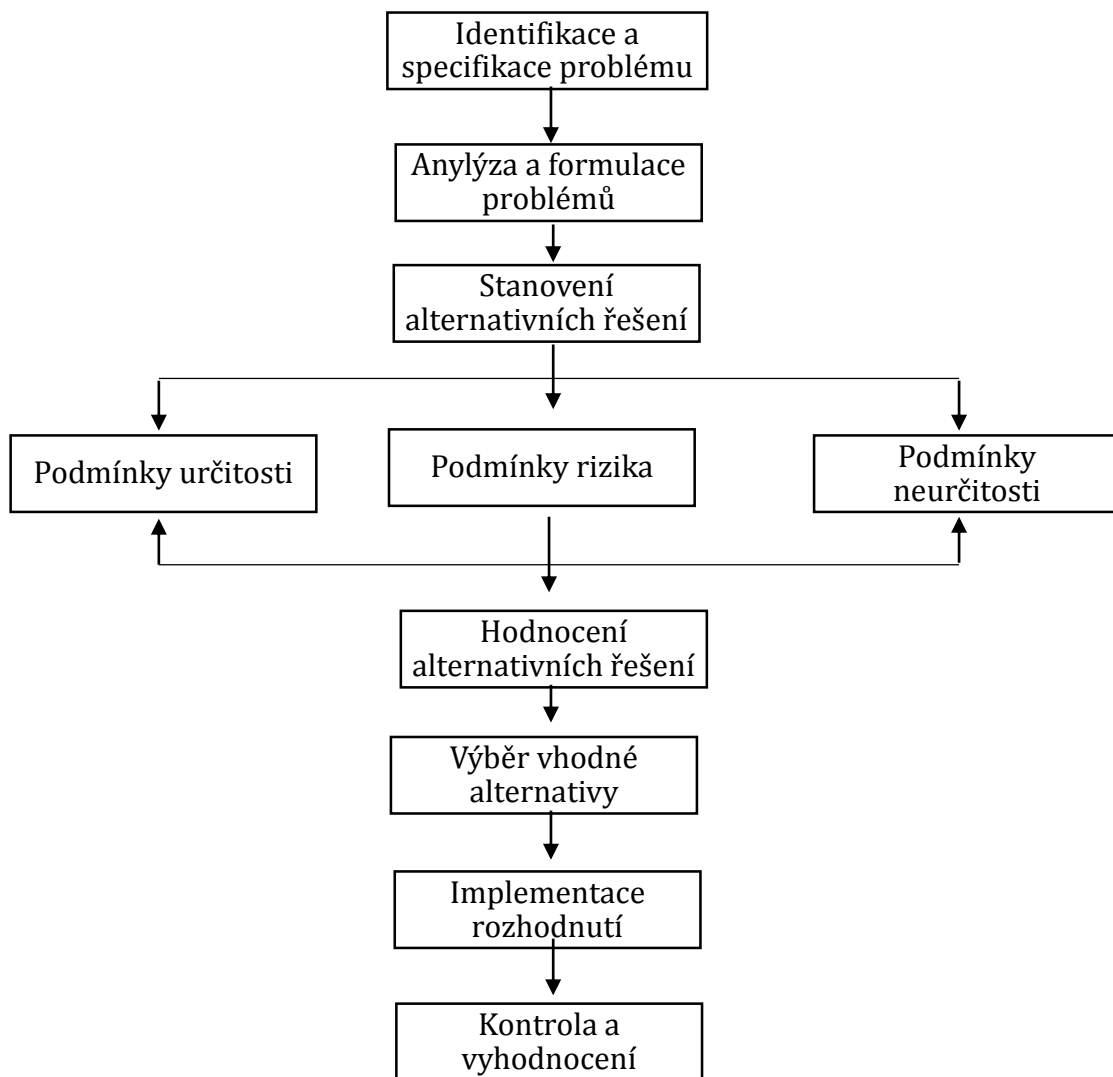 Identifikace a
specifikace problému
Anylýza a formulace
problémů
Stanovení
alternativních řešení
Podmínky určitosti
Podmínky rizika
Podmínky
neurčitosti
Hodnocení
alternativních řešení
Výběr vhodné
alternativy
Implementace
rozhodnutí
Kontrola a
vyhodnocení